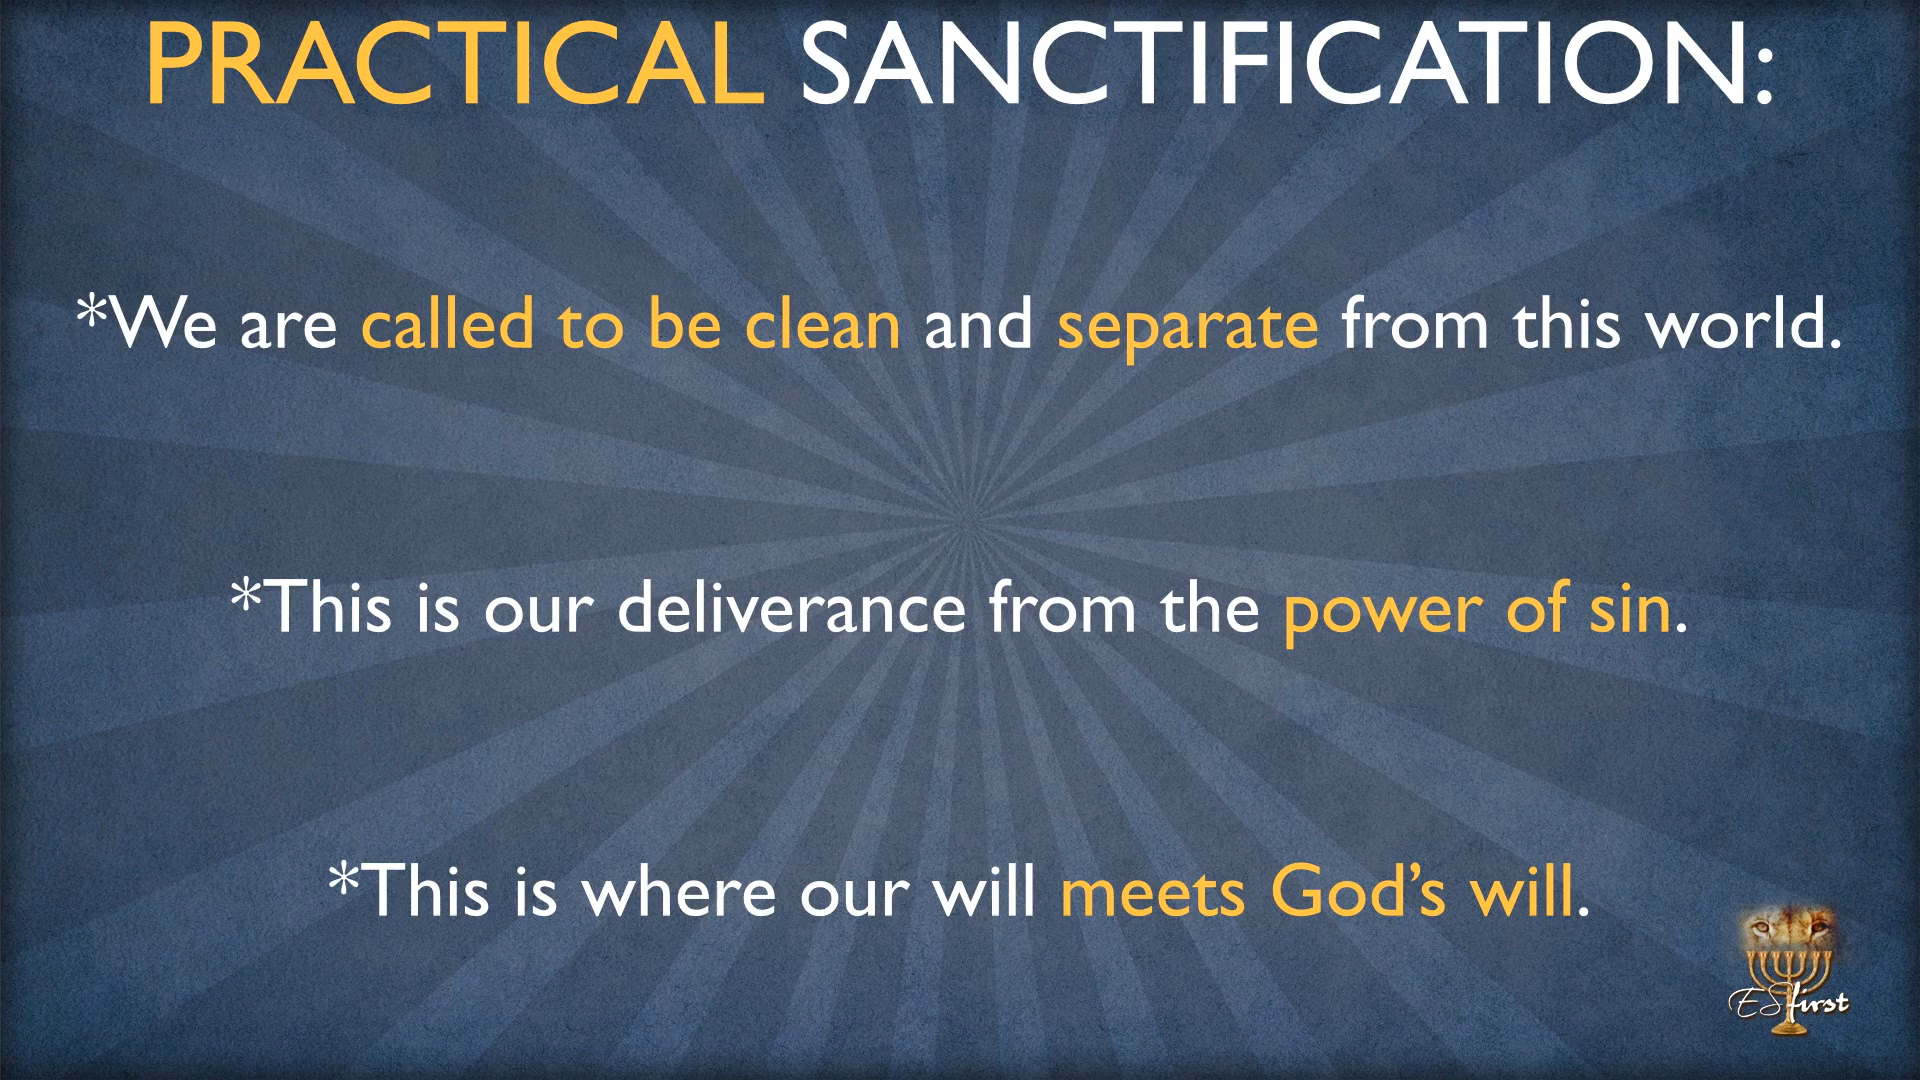 PRACTICAL SANCTIFICATION:
*We are called to be clean and separate from this world.
*This is our deliverance from the power of sin.
*This is where our will meets God’s will.
ESfirst